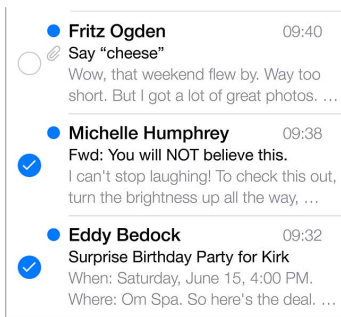 Fritz Ogden 09:40
Say “cheese”
Wow, that weekend flew by. Way too
short. But I got a lot of great photos. …
Michelle Humphrey 09:38
Fwd: You will NOT believe this.
I can't stop laughing! To check this out,
turn the brightness up all the way, …
Eddy Bedock 09:32
Surprise Birthday Party for Kirk
When: Saturday, June 15, 4:00 PM.
Where: Om Spa. So here's the deal. …